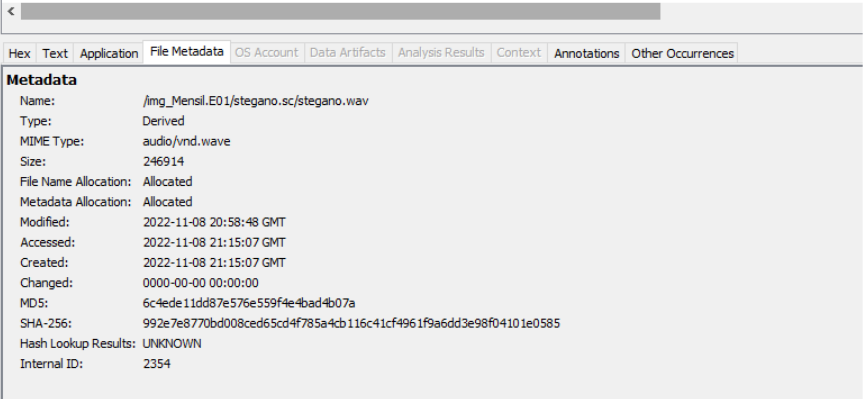 Hex Text Application File Metadata OS Account Data Artifacts Analysis Results Context Annotations Other Occurrences
Metadata
Name: /img_Mensil.E01/stegano.sc/stegano.wav
Type: Derived
MIME Type: audio/vnd.wave
Size: 246914
File Name Allocation: Allocated
Metadata Allocation: Allocated
Modified: 2022-11-08 20:58:48 GMT
Accessed: 2022-11-08 21:15:07 GMT
Created: 2022-11-08 21:15:07 GMT
Changed: 0000-00-00 00:00:00
MD5: 6c4ede11dd87e576e559f4e4bad4b07a
SHA-256: 992e7e8770bd008ced65cd4f785a4cb116c41cf4961f9a6dd3e98f04101e0585
Hash Lookup Results: UNKNOWN
Internal ID: 2354